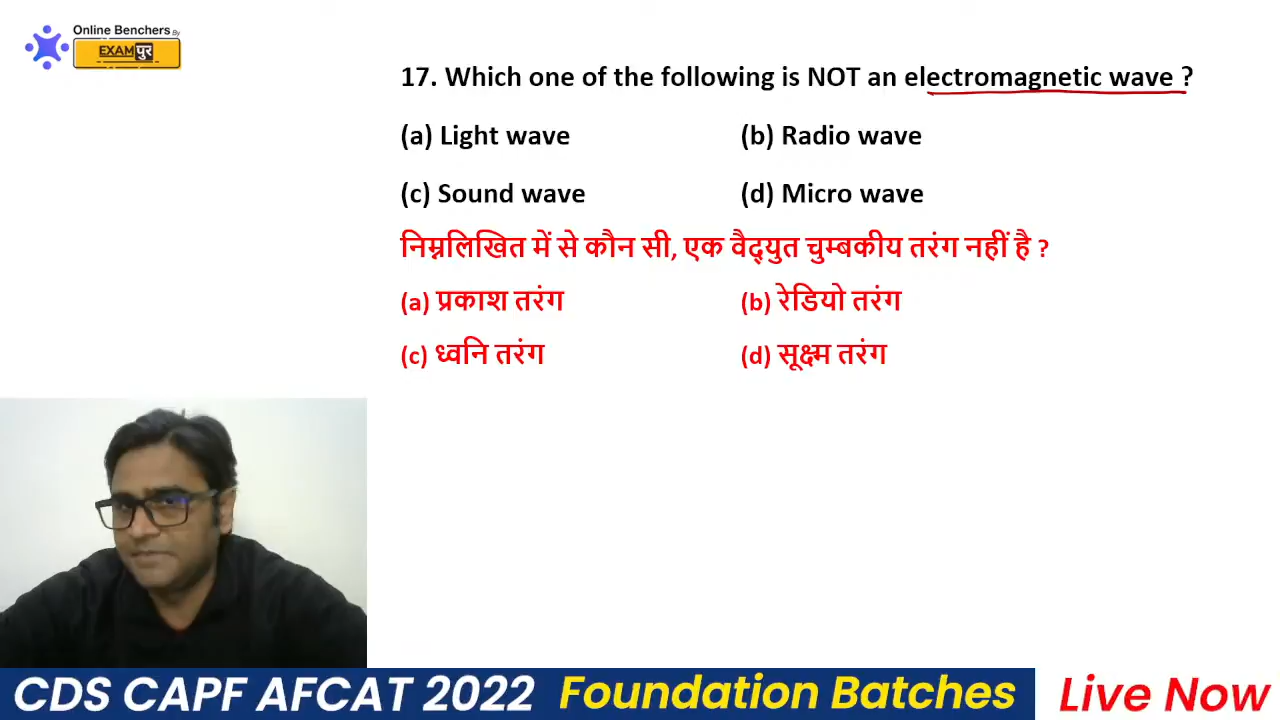 Online Benchers By
EXAMपुर
17. Which one of the following is NOT an electromagnetic wave ?
(a) Light wave (b) Radio wave
(c) Sound wave (d) Micro wave
निम्नलिखित में से कौन सी, एक वैद्युत चुम्बकीय तरंग नहीं है ?
(a) प्रकाश तरंग (b) रेडियो तरंग
(c) ध्वनि तरंग (d) सूक्ष्म तरंग
CDS CAPF AFCAT 2022 Foundation Batches Live Now